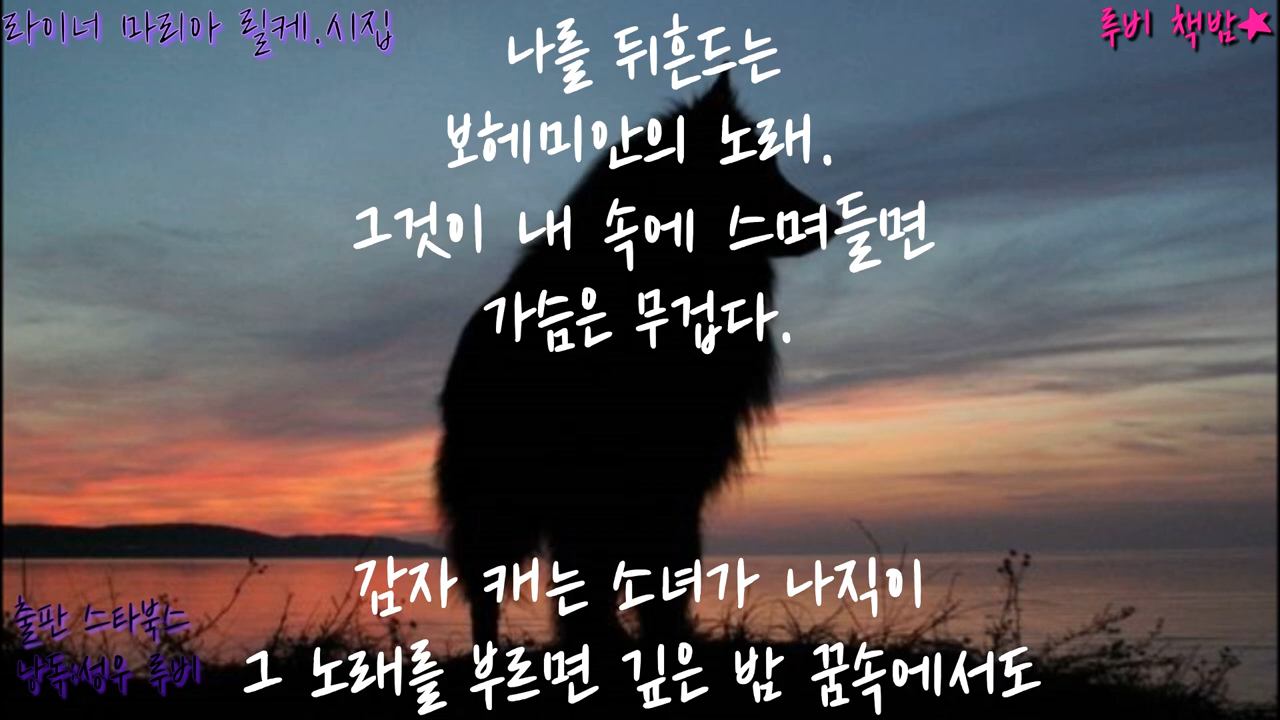 라이너 마리아 릴케.시집
루비 책밤★
나를 뒤흔드는
보헤미안의 노래.
그것이 내 속에 스며들면
가슴은 무겁다.
감자 캐는 소녀가 나직이
그 노래를 부르면 깊은 밤 꿈속에서도
출판 스타북스
낭독:성우 루비